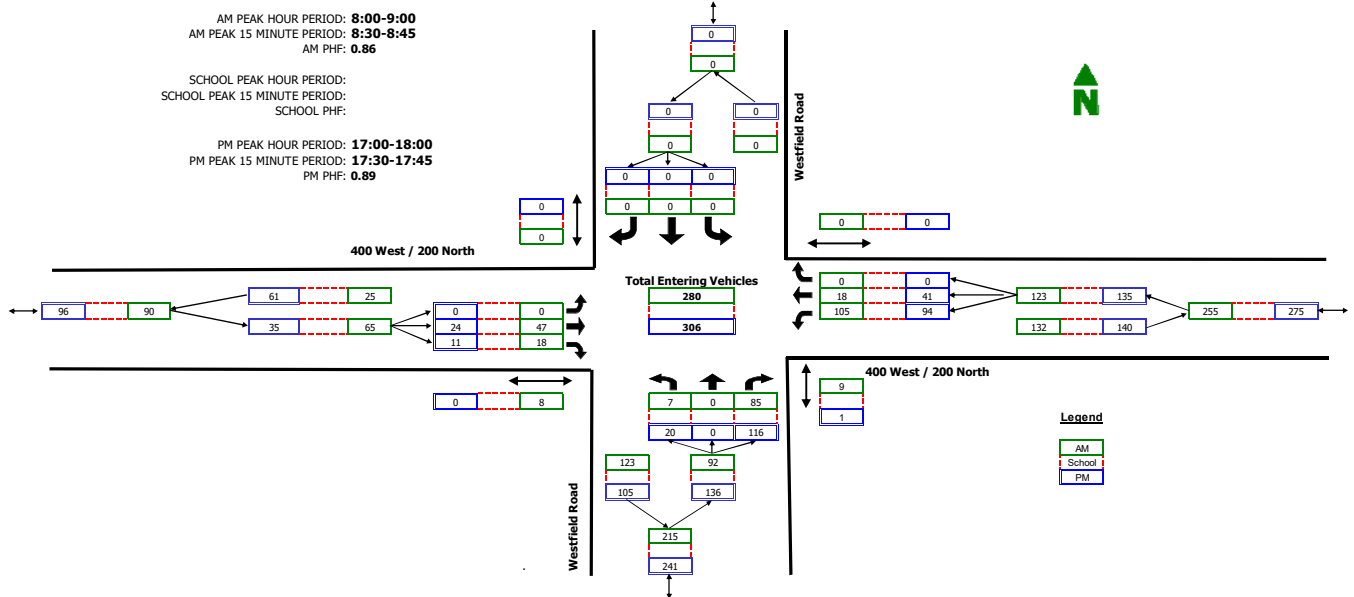 AM PEAK HOUR PERIOD: 8:00-9:00
AM PEAK 15 MINUTE PERIOD: 8:30-8:45
AM PHF: 0.86
SCHOOL PEAK HOUR PERIOD:
SCHOOL PEAK 15 MINUTE PERIOD:
SCHOOL PHF:
PM PEAK HOUR PERIOD: 17:00-18:00
PM PEAK 15 MINUTE PERIOD: 17:30-17:45
PM PHF: 0.89
0
0
0 0
0 0
0 0 0
0 0 0
Westfield Road
N
0
0
0 0
400 West / 200 North
Total Entering Vehicles
280
306
61 25
96 90
35 65
0 0
24 47
11 18
0 0
18 41
105 94
123 135
132 140
255 275
0 8
7 0 85
20 0 116
123 92
105 136
215
241
Westfield Road
400 West / 200 North
9
1
Legend
AM
School
PM